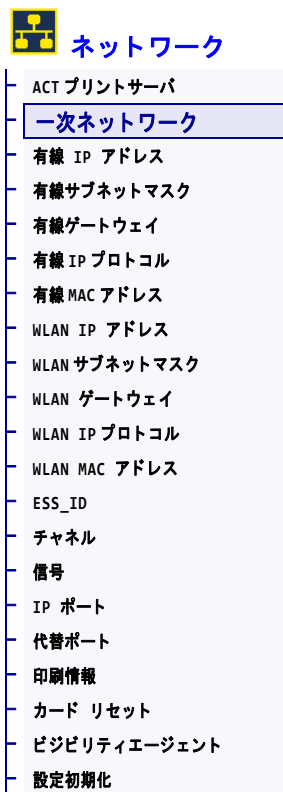 ネットワーク
ACT プリントサーバ
一次ネットワーク
有線 IP アドレス
有線サブネットマスク
有線ゲートウェイ
有線 IP プロトコル
有線 MAC アドレス
WLAN IP アドレス
WLAN サブネットマスク
WLAN ゲートウェイ
WLAN IP プロトコル
WLAN MAC アドレス
ESS_ID
チャネル
信号
IP ポート
代替ポート
印刷情報
カード リセット
ビジビリティエージェント
設定初期化